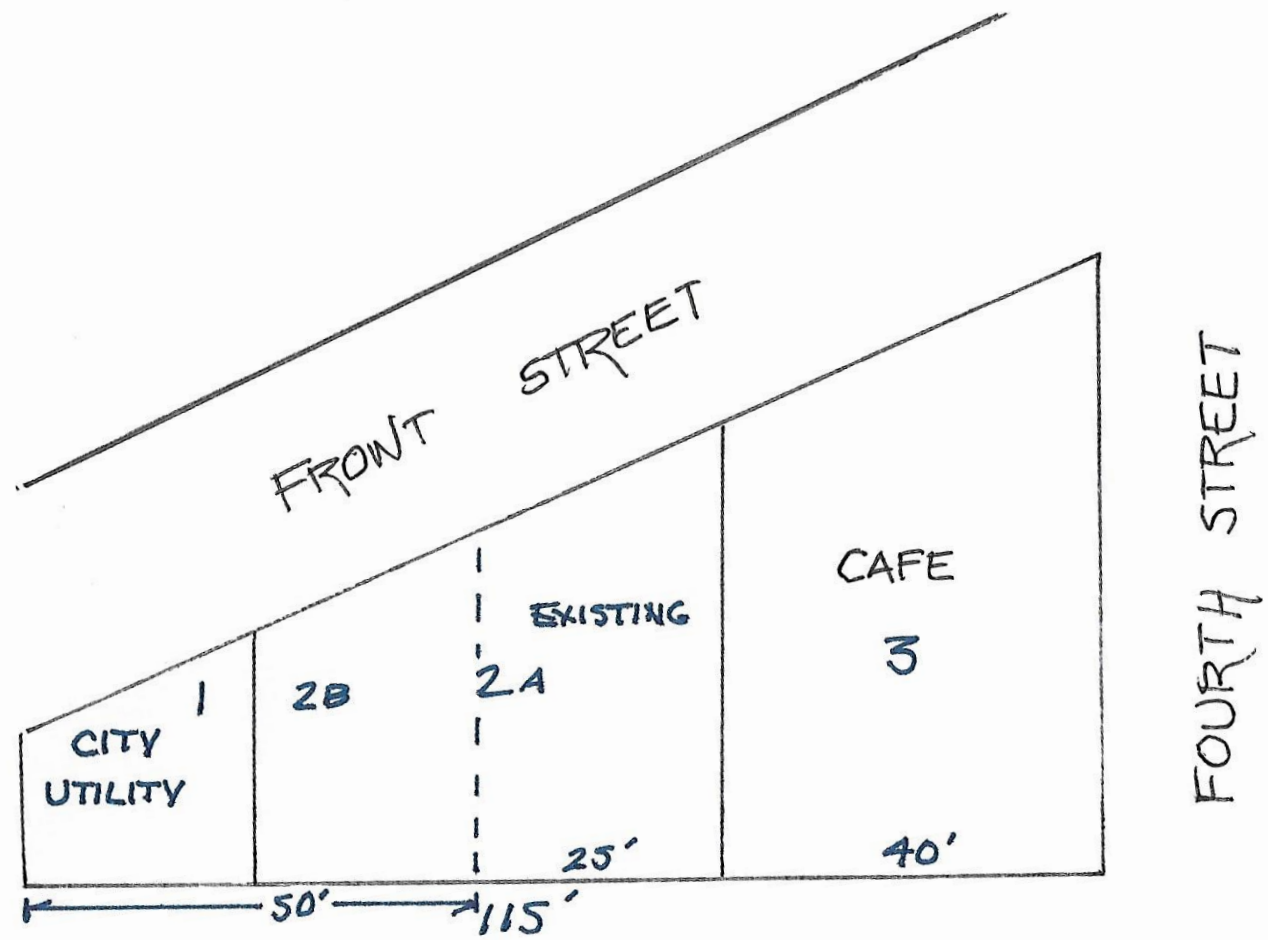 FRONT STREET
FOURTH STREET
CAFE
3
EXISTING
2A
2B
1
CITY
UTILITY
25'
40'
50'
115'